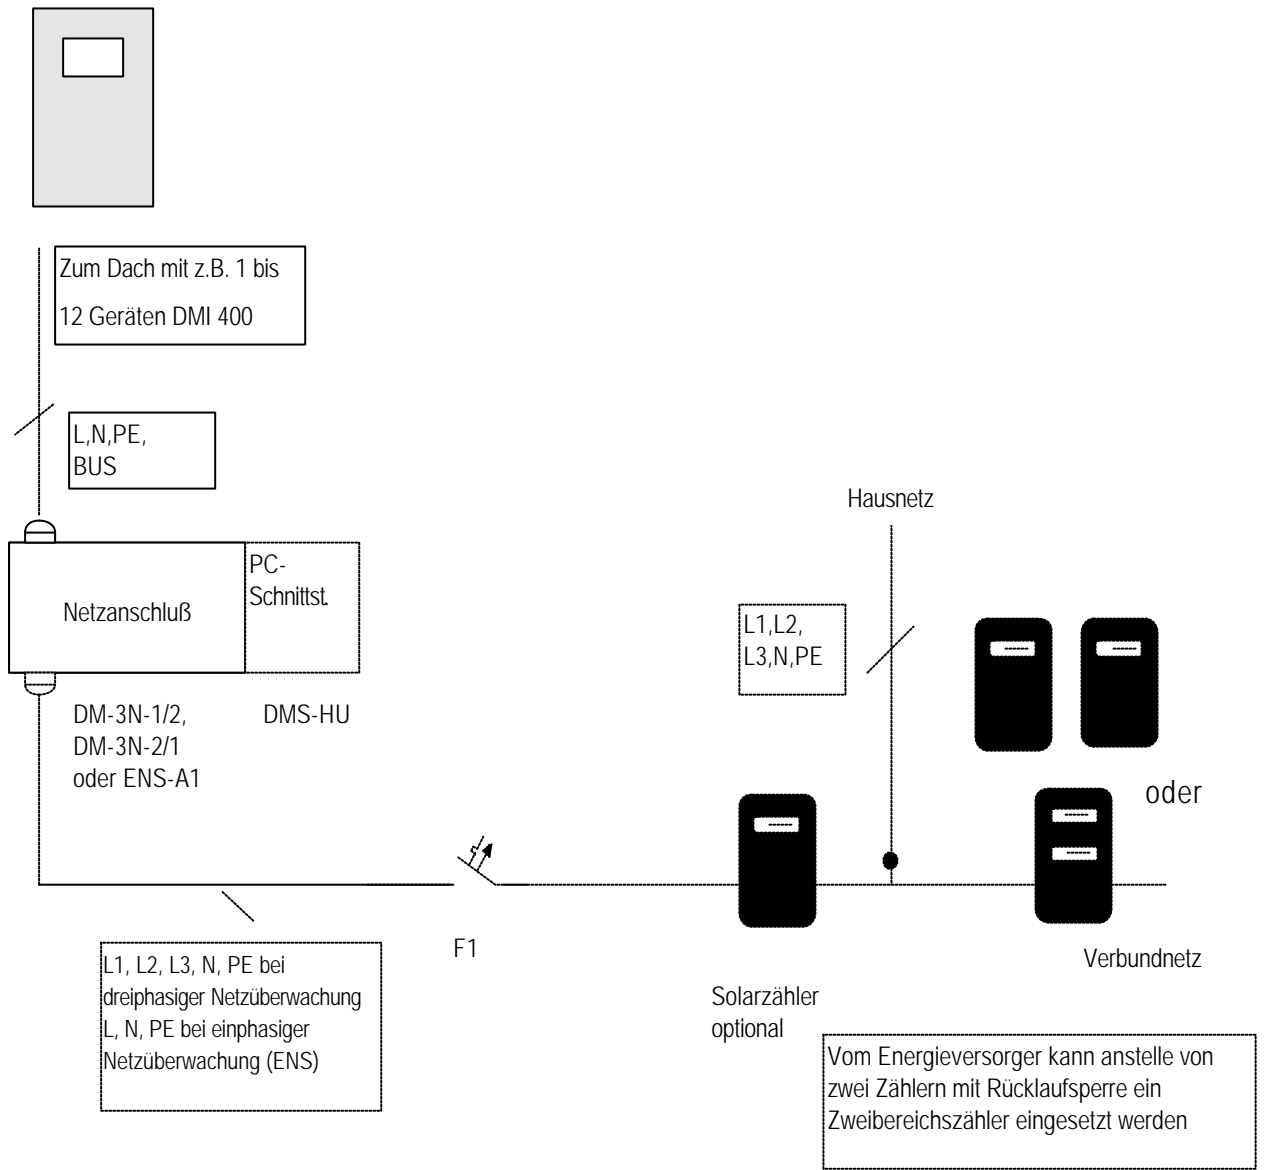 Zum Dach mit z.B. 1 bis
12 Geräten DMI 400
L,N,PE,
BUS
Netzanschluß
PC-
Schnittst.
DM-3N-1/2,
DM-3N-2/1
oder ENS-A1
DMS-HU
Hausnetz
L1,L2,
L3,N,PE
oder
F1
L1, L2, L3, N, PE bei
dreiphasiger Netzüberwachung
L, N, PE bei einphasiger
Netzüberwachung (ENS)
Solarzähler
optional
Verbundnetz
Vom Energieversorger kann anstelle von
zwei Zählern mit Rücklaufsperre ein
Zweibereichszähler eingesetzt werden